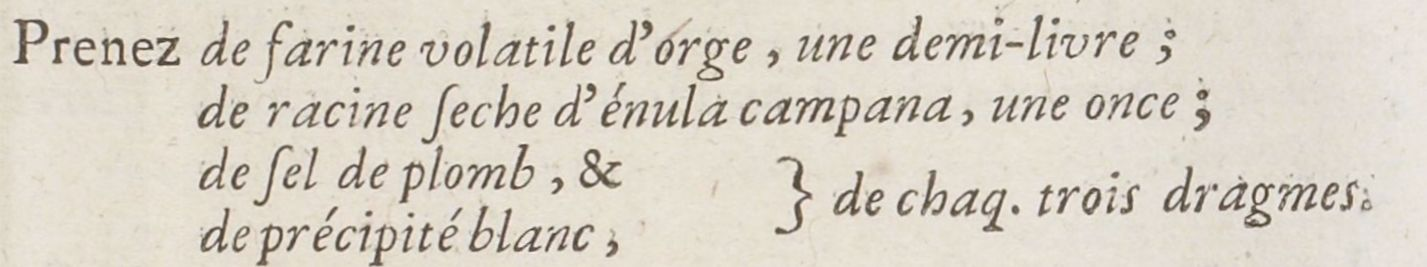 Prenez de farine volatile d'orge, une demi-livre ;
de racine ſeche d'énula campana, une once ;
de ſel de plomb, &
de précipité blanc,
} de chaq. trois dragmes.